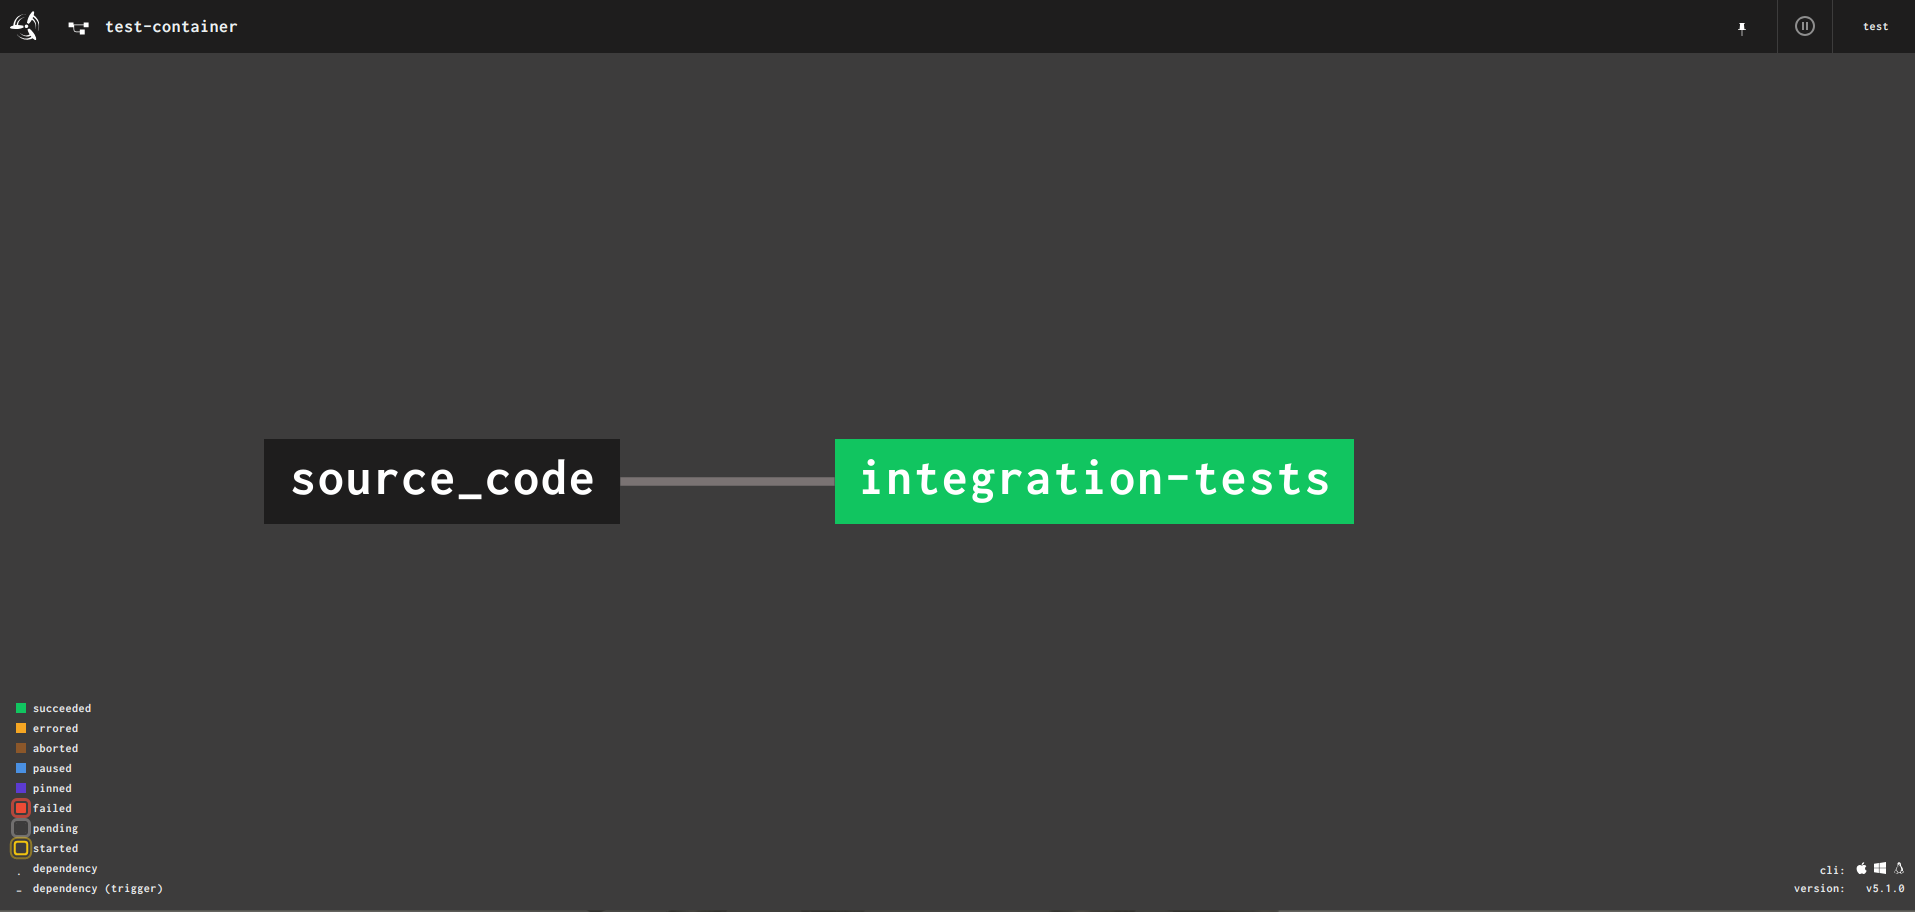 test-container
test
source_code
integration-tests
succeeded
errored
aborted
paused
pinned
failed
pending
started
dependency
dependency (trigger)
cli:
version: v5.1.0